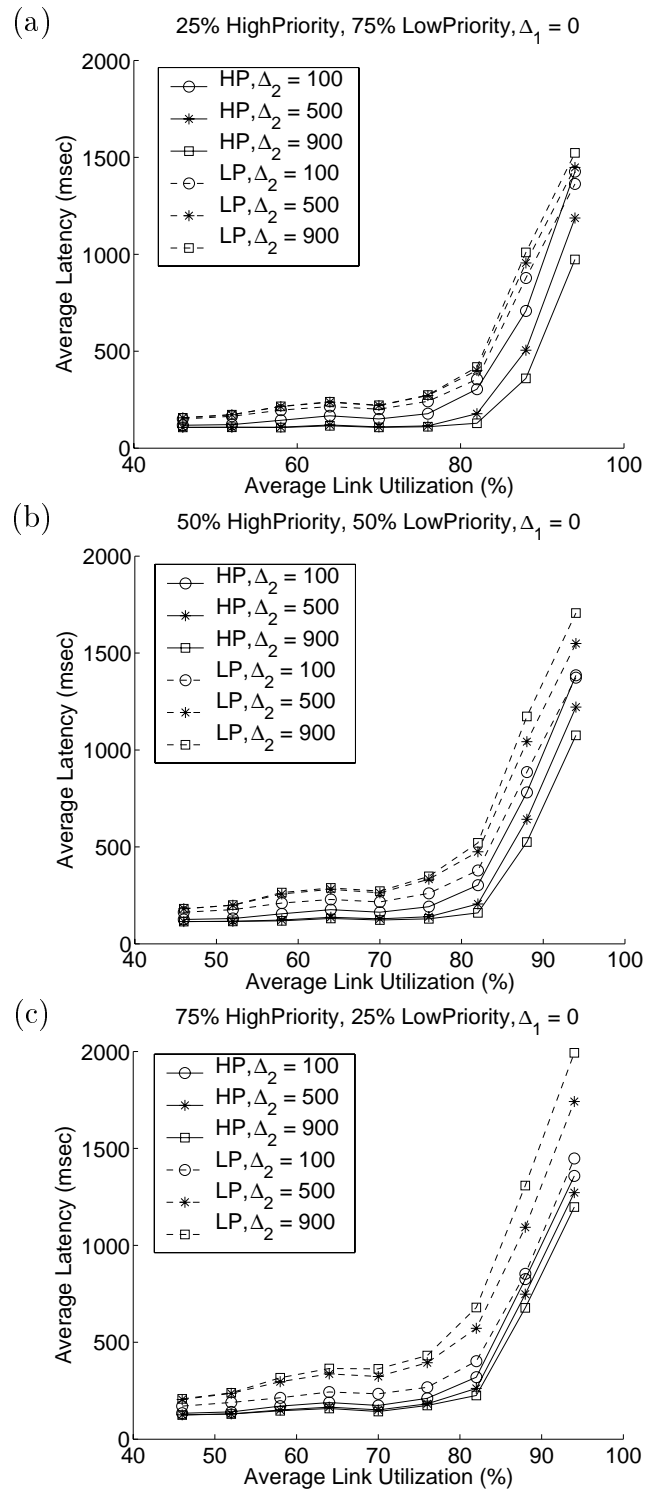 (a)
25% HighPriority, 75% LowPriority, Δ₁ = 0
2000
1500
1000
500
0
Average Latency (msec)
HP, Δ₂ = 100
HP, Δ₂ = 500
HP, Δ₂ = 900
LP, Δ₂ = 100
LP, Δ₂ = 500
LP, Δ₂ = 900
40 60 80 100
Average Link Utilization (%)
(b)
50% HighPriority, 50% LowPriority, Δ₁ = 0
2000
1500
1000
500
0
Average Latency (msec)
HP, Δ₂ = 100
HP, Δ₂ = 500
HP, Δ₂ = 900
LP, Δ₂ = 100
LP, Δ₂ = 500
LP, Δ₂ = 900
40 50 60 70 80 90 100
Average Link Utilization (%)
(c)
75% HighPriority, 25% LowPriority, Δ₁ = 0
2000
1500
1000
500
0
Average Latency (msec)
HP, Δ₂ = 100
HP, Δ₂ = 500
HP, Δ₂ = 900
LP, Δ₂ = 100
LP, Δ₂ = 500
LP, Δ₂ = 900
40 50 60 70 80 90 100
Average Link Utilization (%)